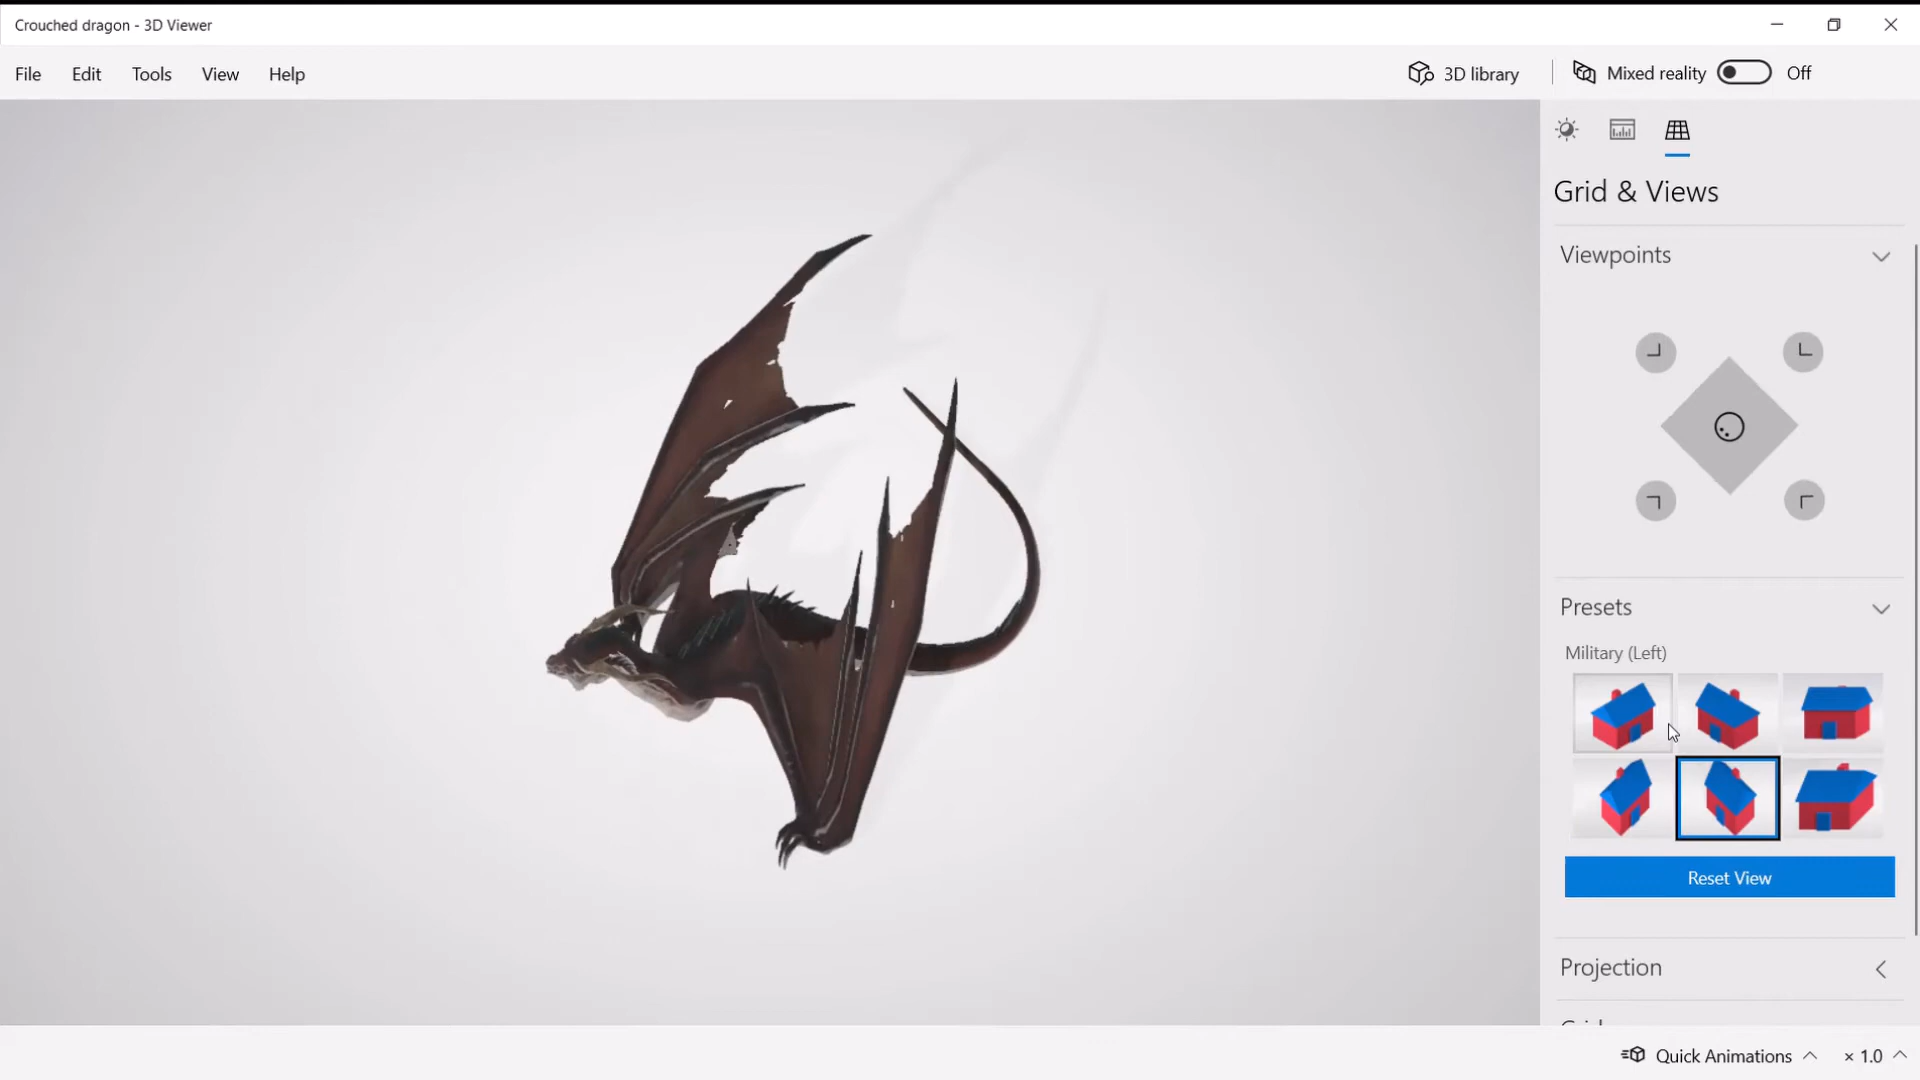 Crouched dragon - 3D Viewer
File Edit Tools View Help
3D library
Mixed reality Off
Grid & Views
Viewpoints
Presets
Military (Left)
Reset View
Projection
Quick Animations × 1.0